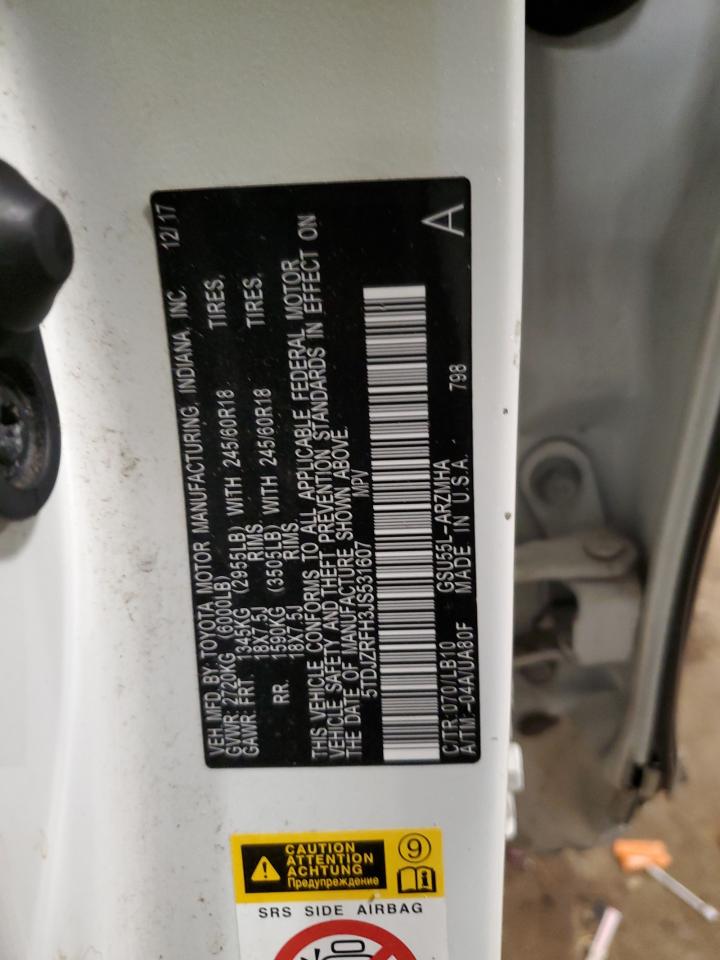 VEH MFD BY: TOYOTA MOTOR MANUFACTURING, INDIANA, INC. 12/17
GVWR: 2720KG (6000LB)
GAWR: FRT 1345KG (2955LB) WITH 245/60R18 TIRES,
18X7.5J RIMS.
RR. 1590KG (3505LB) WITH 245/60R18 TIRES,
18X7.5J RIMS.
THIS VEHICLE CONFORMS TO ALL APPLICABLE FEDERAL MOTOR
VEHICLE SAFETY AND THEFT PREVENTION STANDARDS IN EFFECT ON
THE DATE OF MANUFACTURE SHOWN ABOVE.
5TDJZRFH3JS531607 MPV
C/TR:070/LB10 GSU55L-ARZMHA
A/TM:-04A/UA80F MADE IN U.S.A. 798 A
CAUTION
ATTENTION
ACHTUNG
Предупреждение
9
i
SRS SIDE AIRBAG